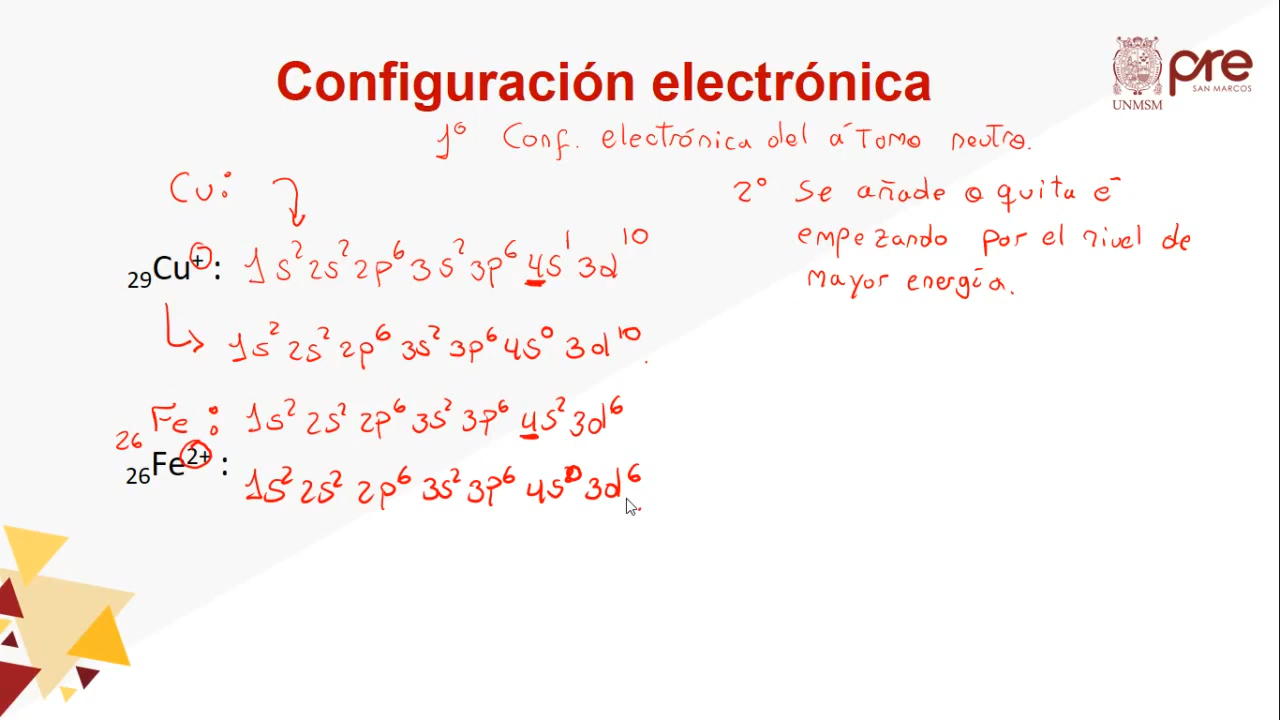 Configuración electrónica
UNMSM
pre
SAN MARCOS
1° Conf. electrónica del átomo neutro.
Cu:
2° Se añade o quita e⁻
empezando por el nivel de
mayor energía.
₂₉Cu⁺: 1s² 2s² 2p⁶ 3s² 3p⁶ 4s¹ 3d¹⁰
1s² 2s² 2p⁶ 3s² 3p⁶ 4s⁰ 3d¹⁰.
₂₆Fe: 1s² 2s² 2p⁶ 3s² 3p⁶ 4s² 3d⁶
₂₆Fe²⁺: 1s² 2s² 2p⁶ 3s² 3p⁶ 4s⁰ 3d⁶.